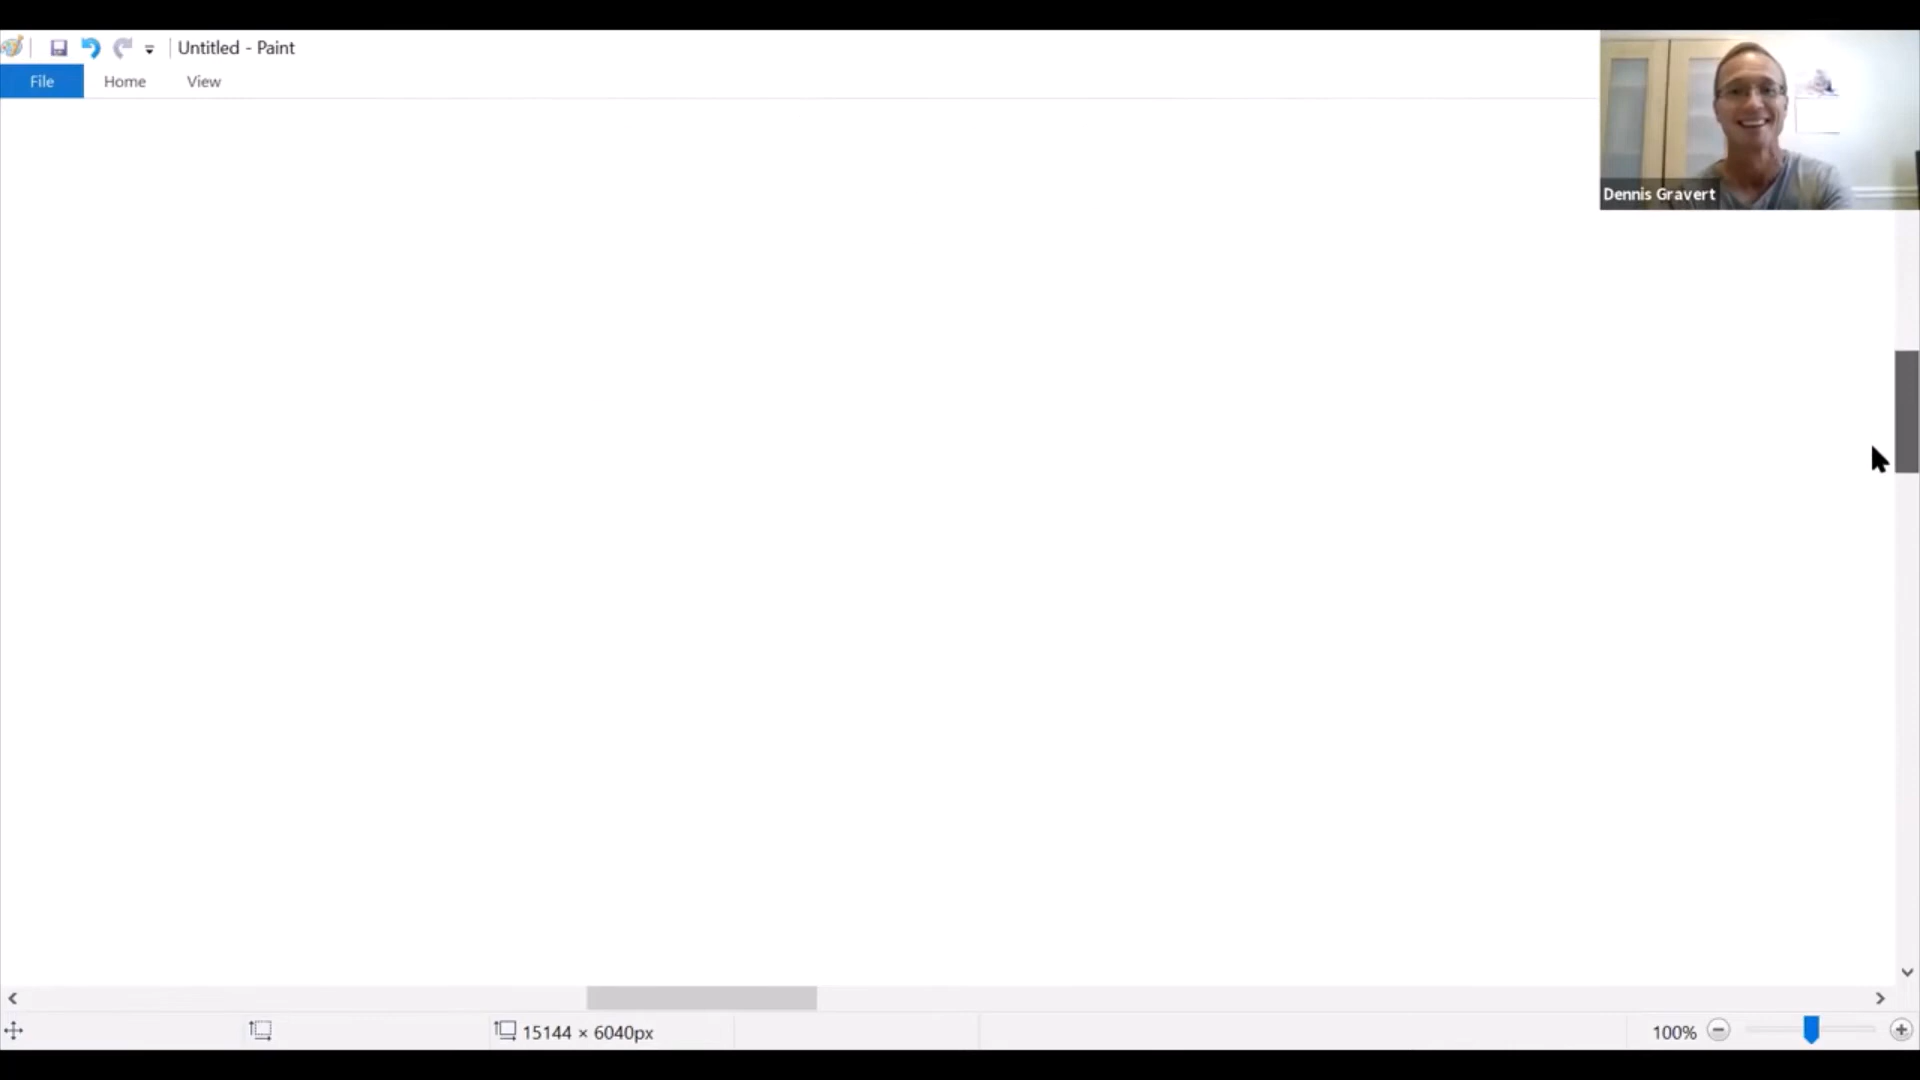 Untitled - Paint
File Home View
Dennis Gravert
15144 × 6040px
100%